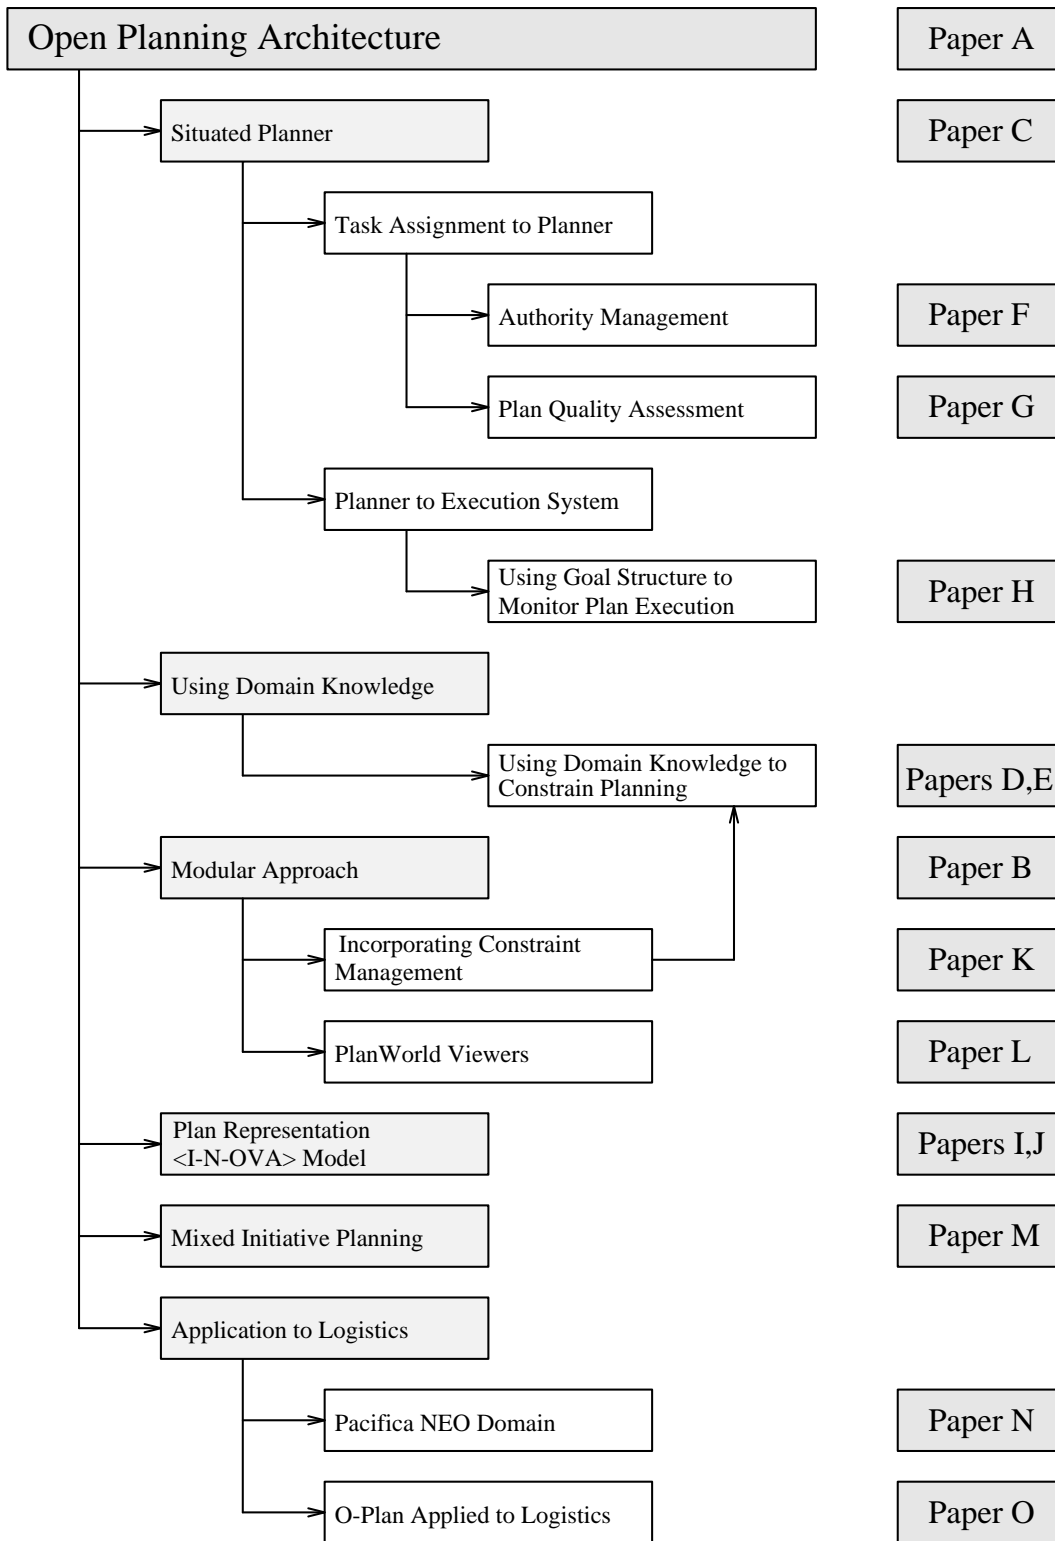 Open Planning Architecture
Paper A
Situated Planner
Paper C
Task Assignment to Planner
Authority Management
Paper F
Plan Quality Assessment
Paper G
Planner to Execution System
Using Goal Structure to
Monitor Plan Execution
Paper H
Using Domain Knowledge
Using Domain Knowledge to
Constrain Planning
Papers D,E
Modular Approach
Paper B
Incorporating Constraint
Management
Paper K
PlanWorld Viewers
Paper L
Plan Representation
<I-N-OVA> Model
Papers I,J
Mixed Initiative Planning
Paper M
Application to Logistics
Pacifica NEO Domain
Paper N
O-Plan Applied to Logistics
Paper O